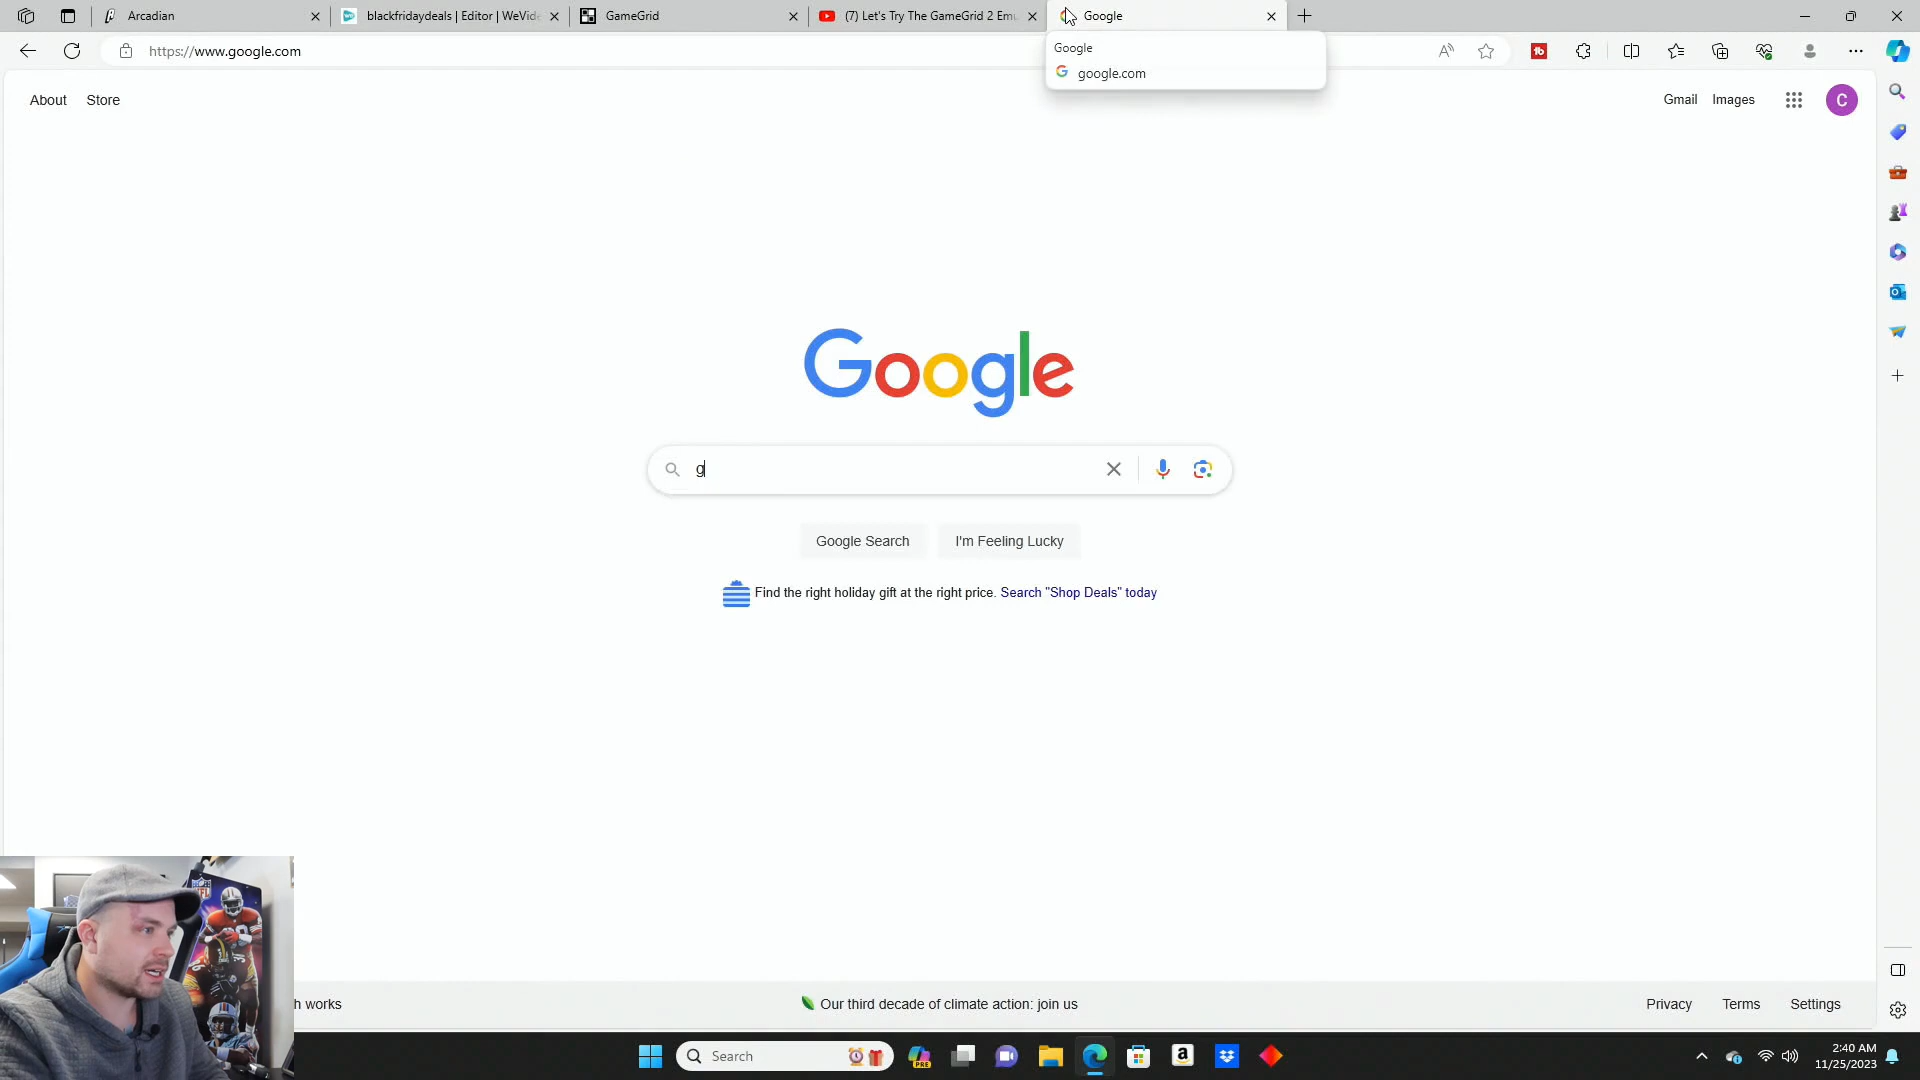 Arcadian
blackfridaydeals | Editor | WeVide
GameGrid
(7) Let's Try The GameGrid 2 Emu
Google
https://www.google.com
Google
google.com
About
Store
Gmail
Images
C
Google
g
Google Search
I'm Feeling Lucky
Find the right holiday gift at the right price. Search "Shop Deals" today
NFL
h works
Our third decade of climate action: join us
Privacy
Terms
Settings
Search
PRE
2:40 AM
11/25/2023